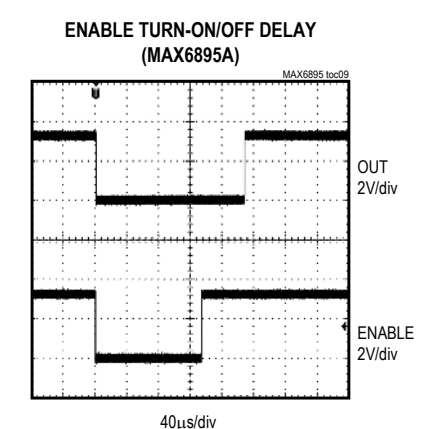 ENABLE TURN-ON/OFF DELAY
(MAX6895A)
MAX6895 toc09
OUT
2V/div
ENABLE
2V/div
40µs/div